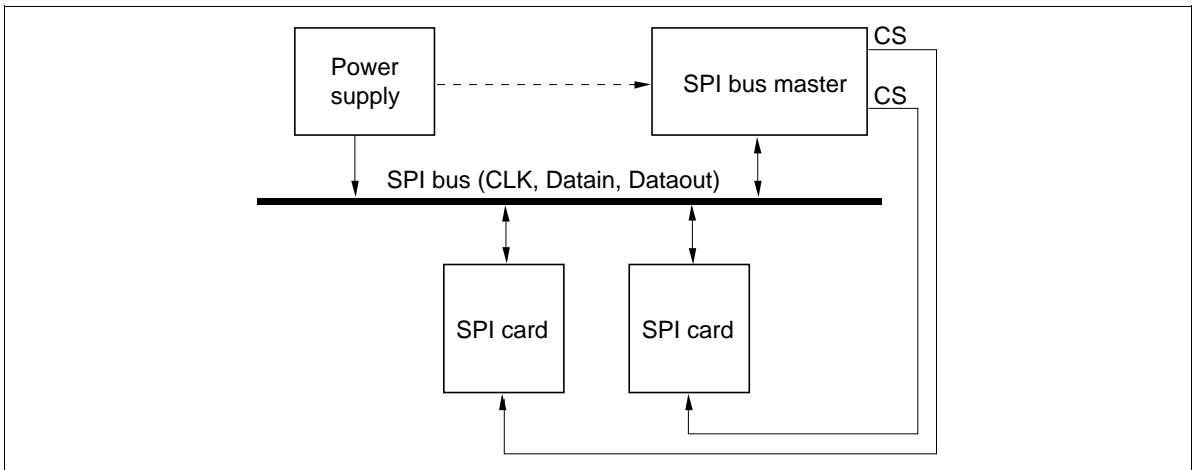 Power
supply
SPI bus master
CS
CS
SPI bus (CLK, Datain, Dataout)
SPI card
SPI card